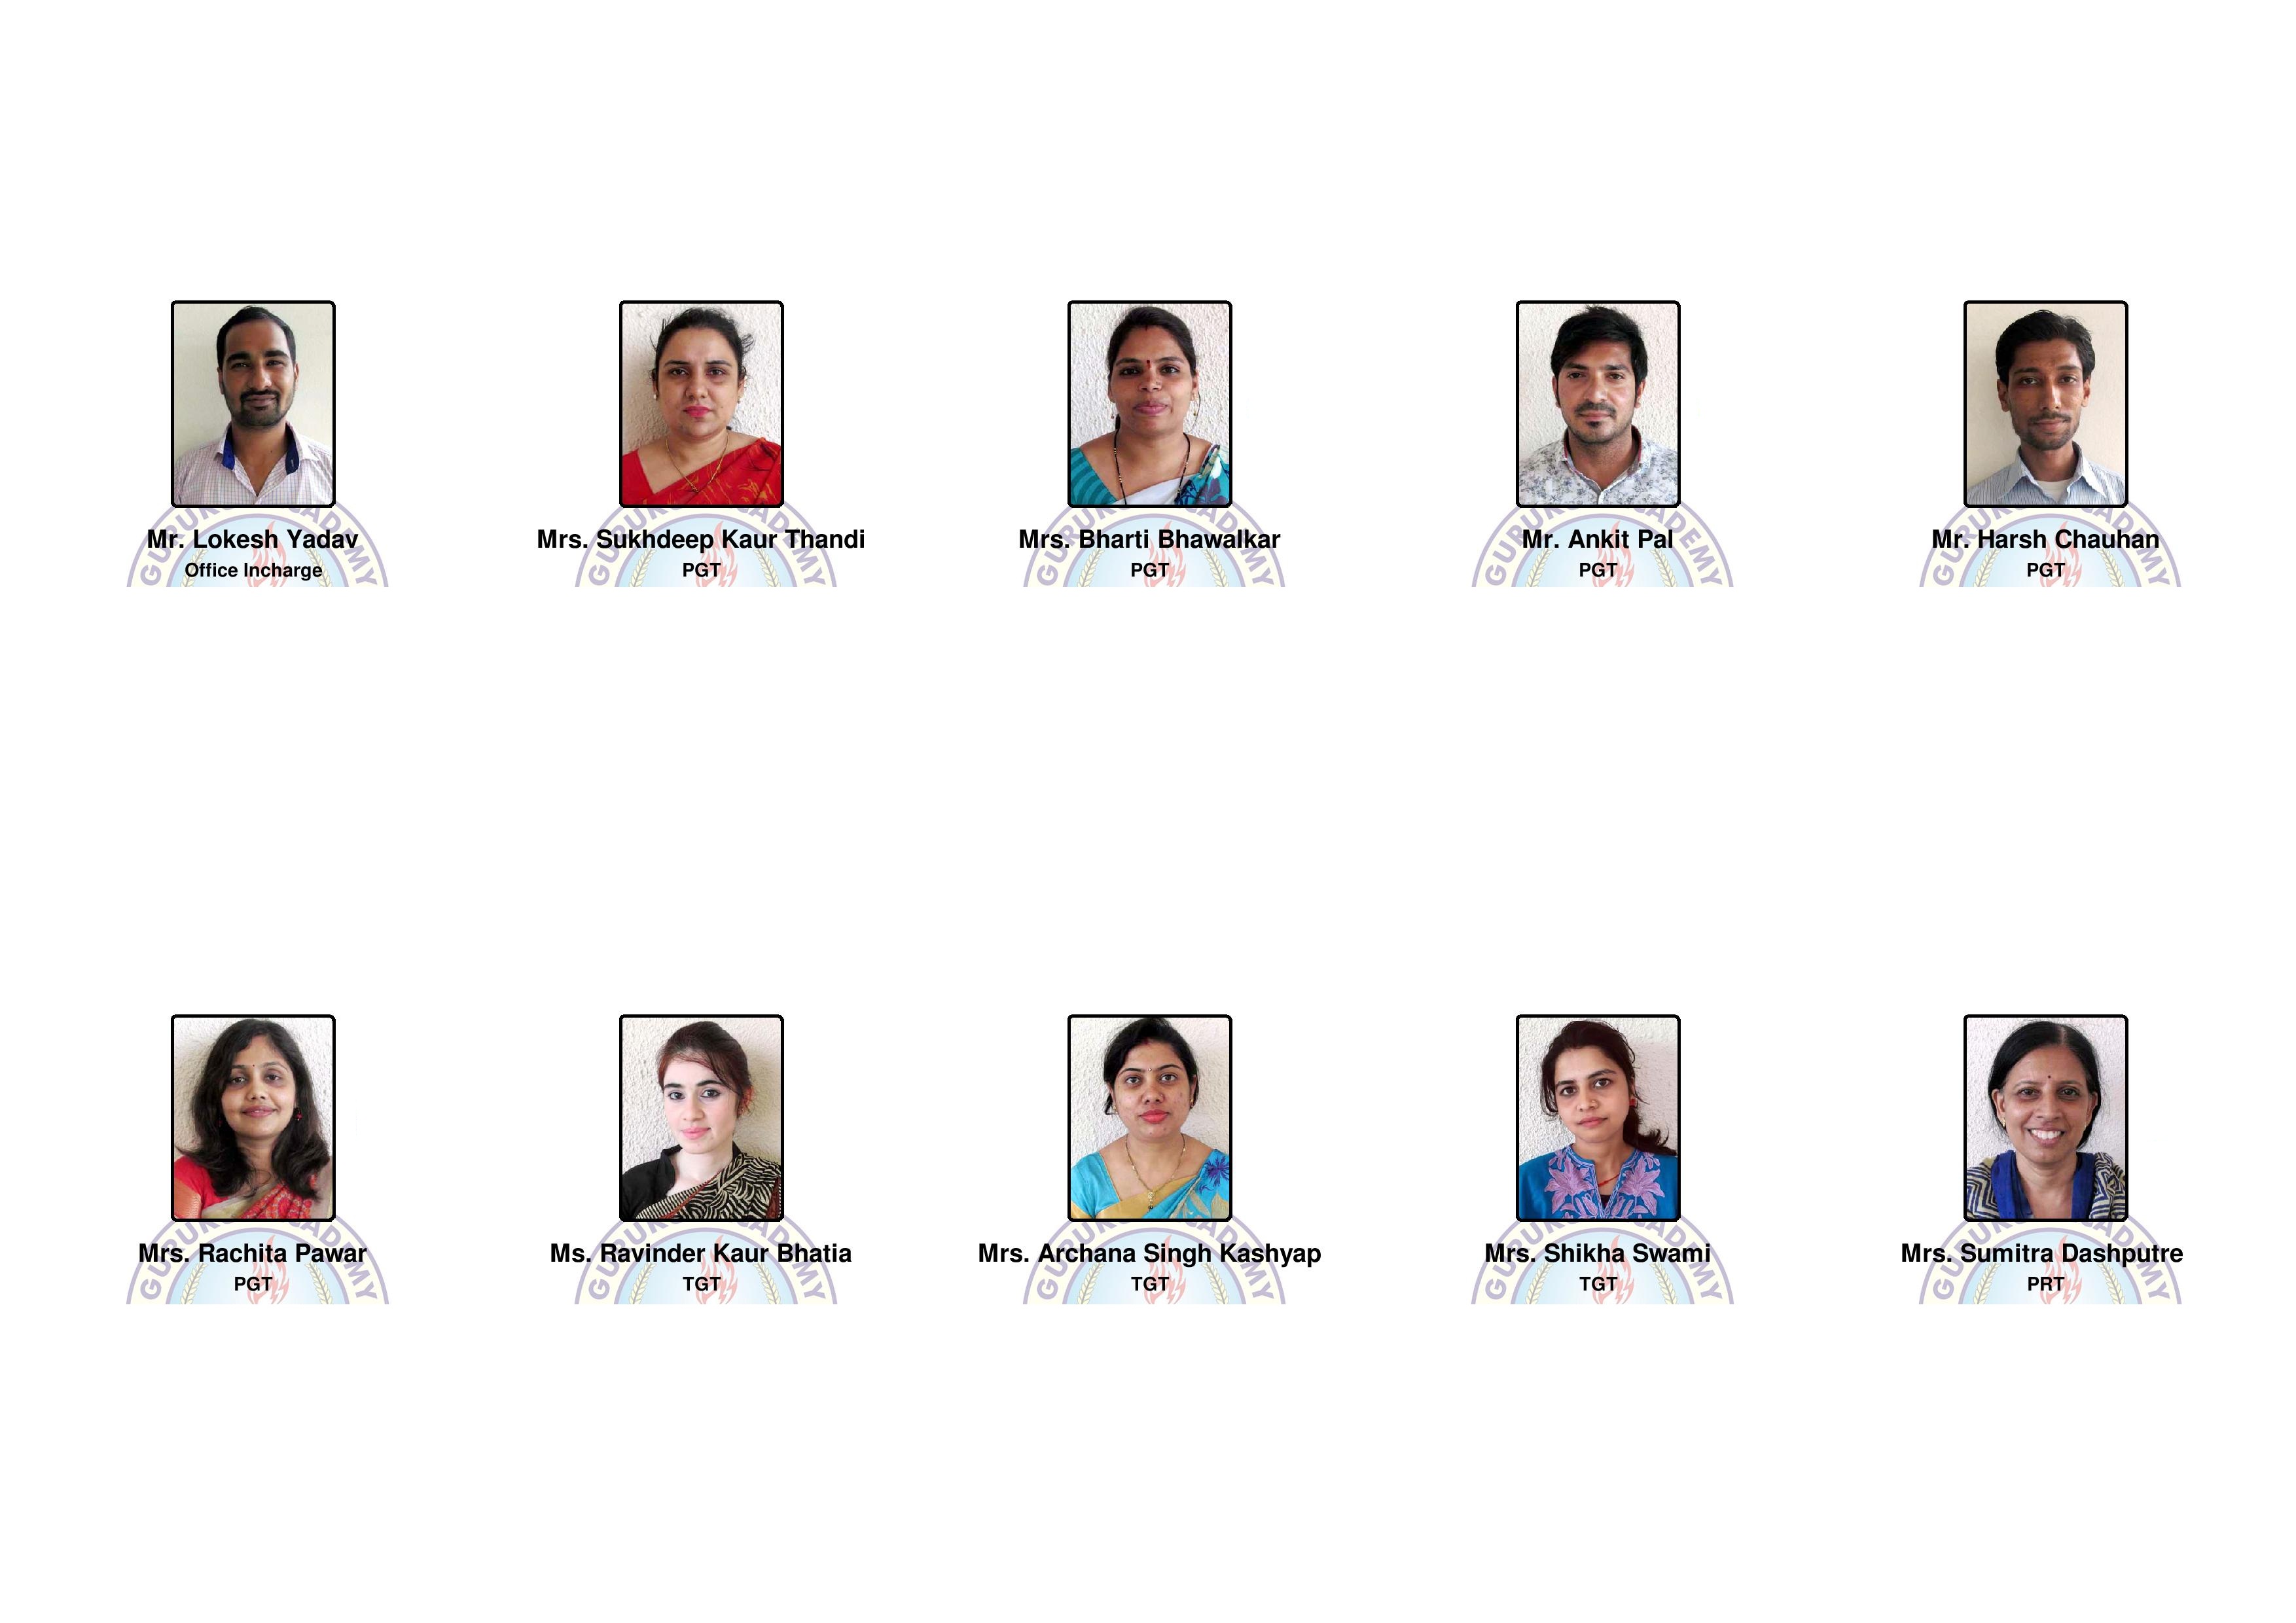 Mr. Lokesh Yadav
Office Incharge
Mrs. Sukhdeep Kaur Thandi
PGT
Mrs. Bharti Bhawalkar
PGT
Mr. Ankit Pal
PGT
Mr. Harsh Chauhan
PGT
Mrs. Rachita Pawar
PGT
Ms. Ravinder Kaur Bhatia
TGT
Mrs. Archana Singh Kashyap
TGT
Mrs. Shikha Swami
TGT
Mrs. Sumitra Dashputre
PRT